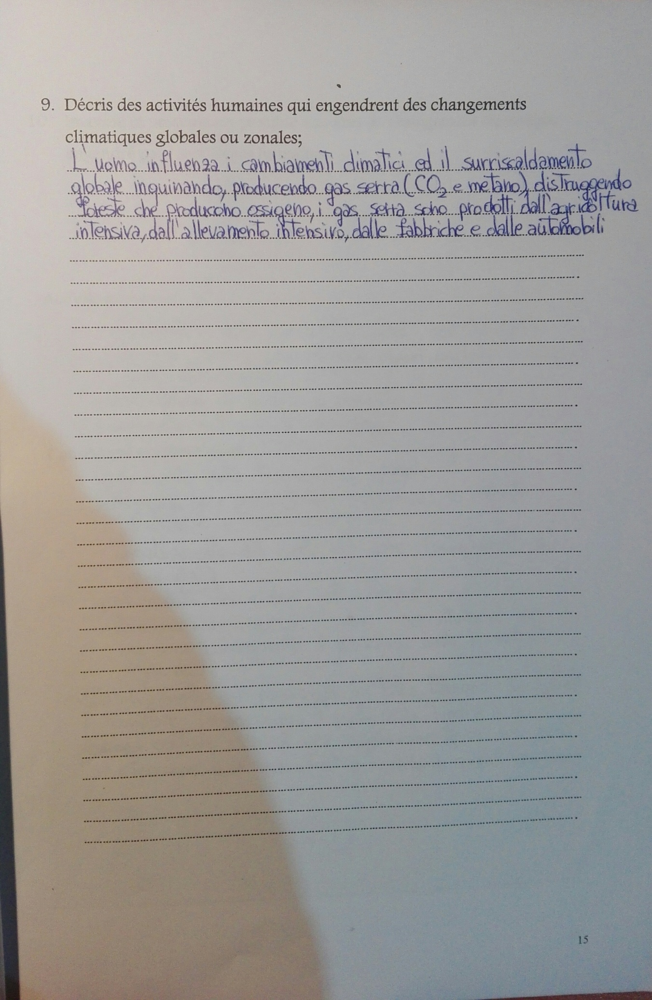 9. Décris des activités humaines qui engendrent des changements
climatiques globales ou zonales;
L'uomo influenza i cambiamenti climatici ed il surriscaldamento
globale inquinando, producendo gas serra (CO₂ e metano), distruggendo
foreste che producono ossigeno, i gas serra sono prodotti dall'agricoltura
intensiva, dall'allevamento intensivo, dalle fabbriche e dalle automobili
15